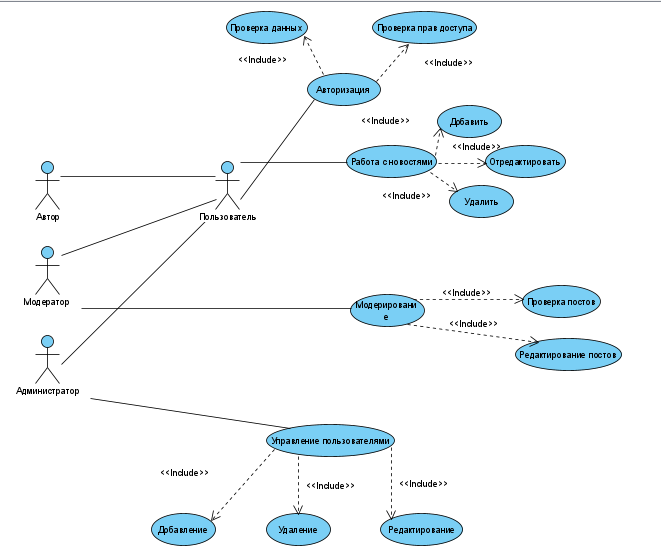 Проверка данных
Проверка прав доступа
<<Include>>
<<Include>>
Авторизация
<<Include>>
Добавить
<<Include>>
Работа с новостями
Отредактировать
<<Include>>
Удалить
Автор
Пользователь
Модератор
<<Include>>
Проверка постов
Модерировани
е
<<Include>>
Редактирование постов
Администратор
Управление пользователями
<<Include>>
<<Include>>
<<Include>>
Добавление
Удаление
Редактирование